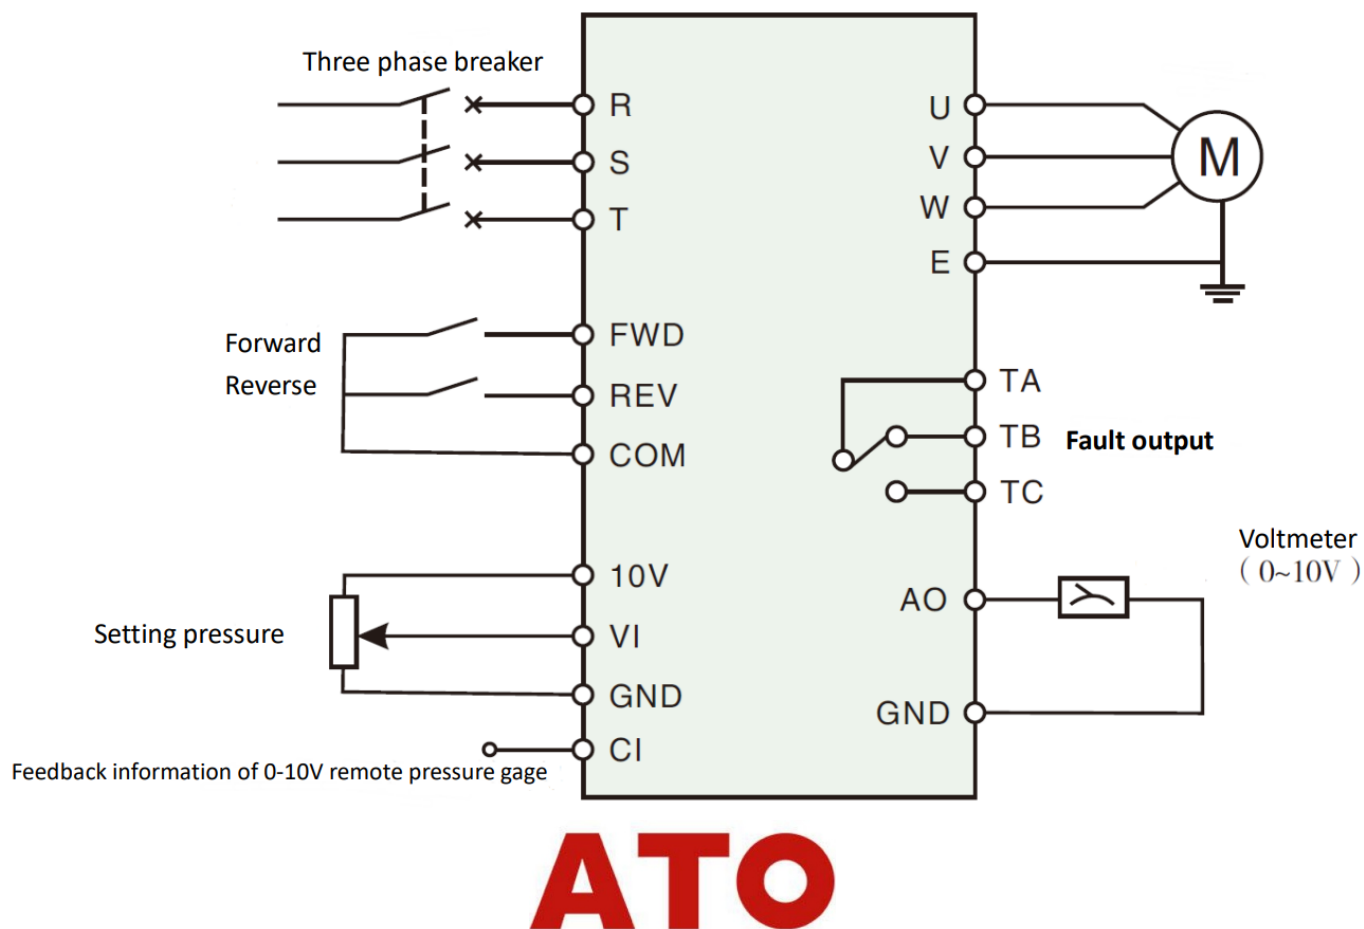 Three phase breaker
R
S
T
U
V
W
E
M
Forward
Reverse
FWD
REV
COM
TA
TB
TC
Fault output
Setting pressure
10V
VI
GND
CI
Feedback information of 0-10V remote pressure gage
AO
GND
Voltmeter
( 0~10V )
ATO